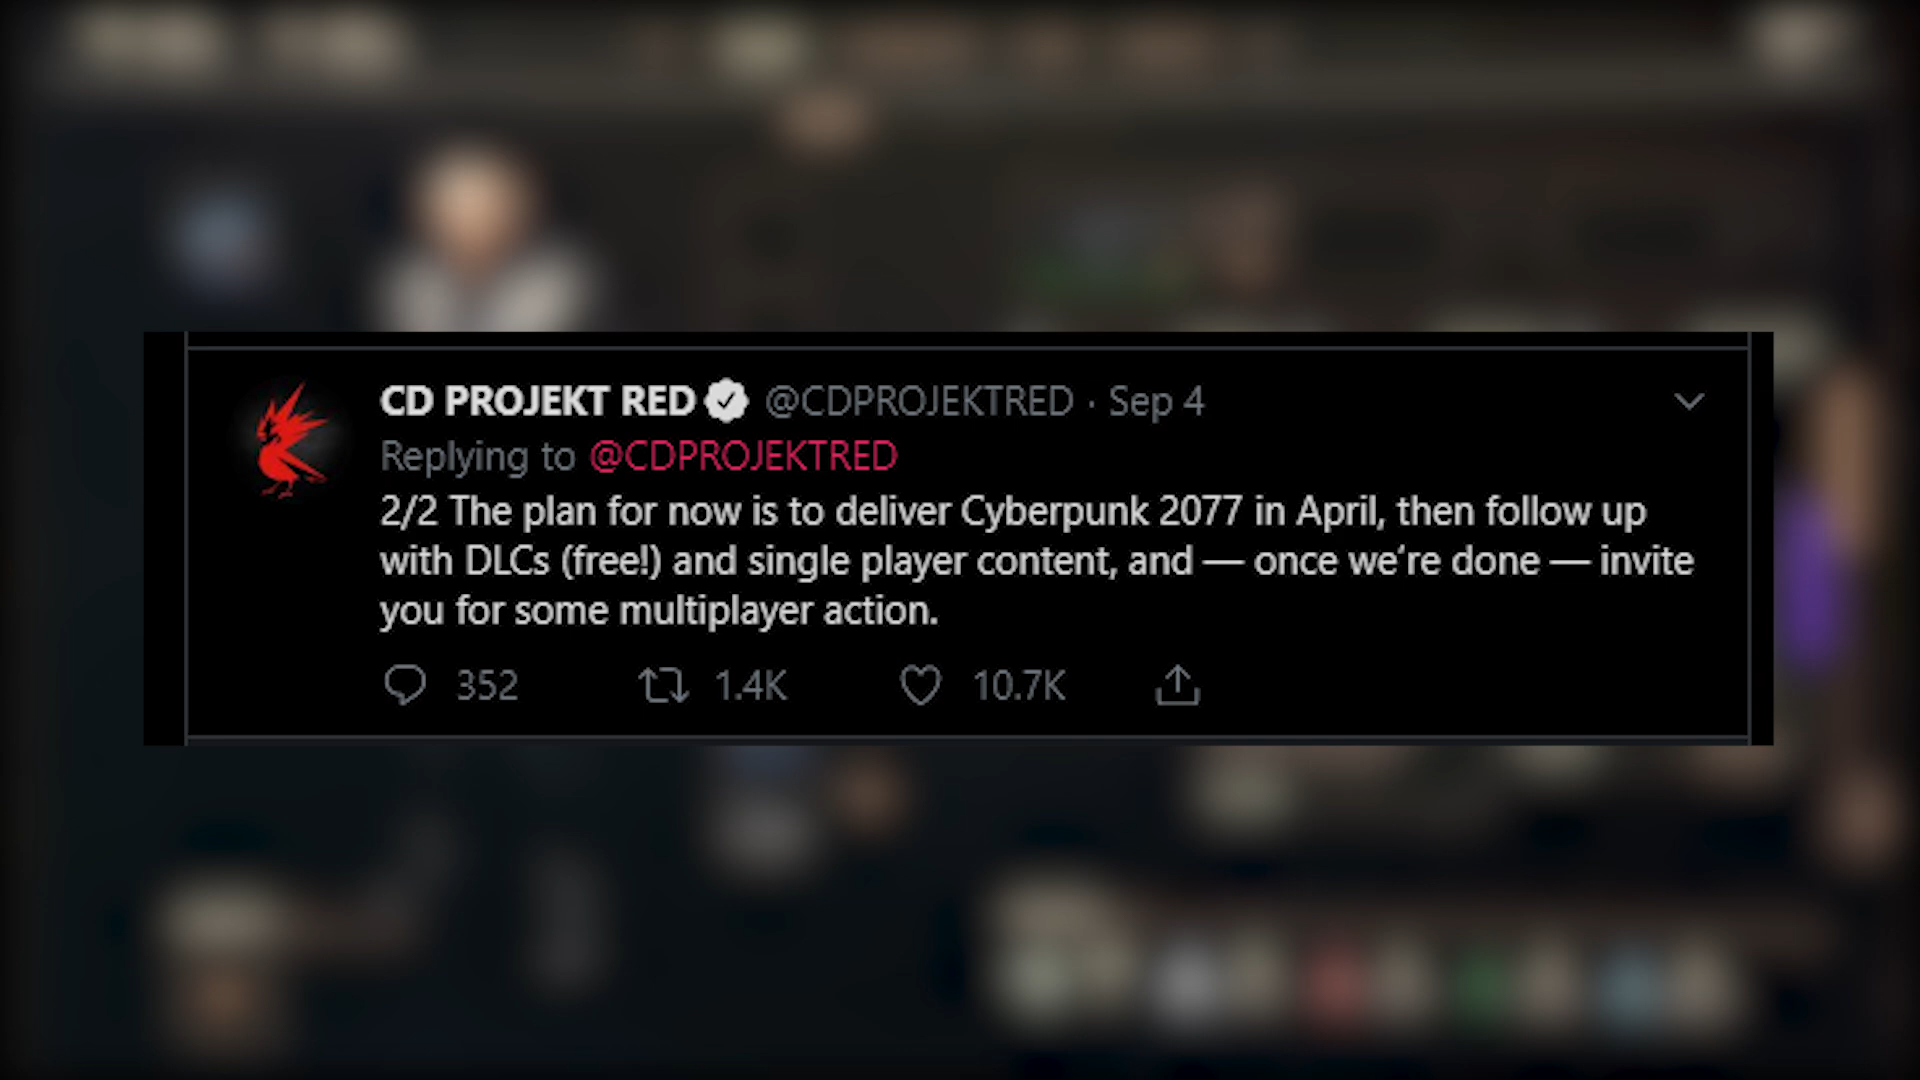 CD PROJEKT RED @CDPROJEKTRED · Sep 4
Replying to @CDPROJEKTRED
2/2 The plan for now is to deliver Cyberpunk 2077 in April, then follow up
with DLCs (free!) and single player content, and — once we’re done — invite
you for some multiplayer action.
352 1.4K 10.7K